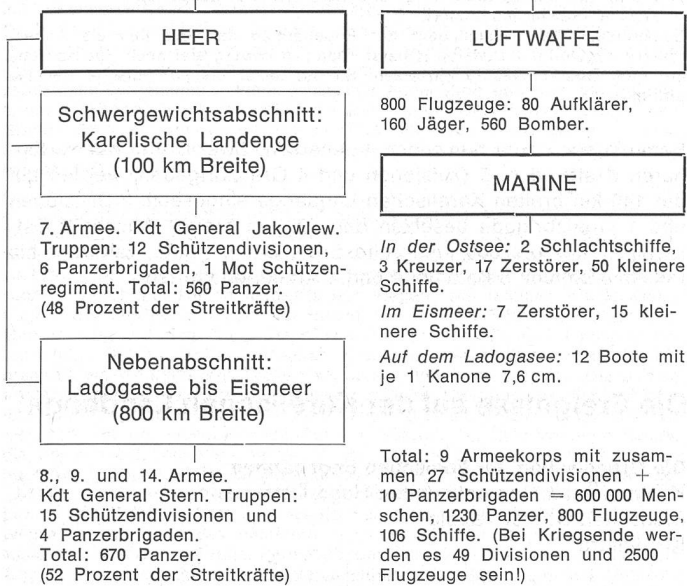 HEER
Schwergewichtsabschnitt:
Karelische Landenge
(100 km Breite)
7. Armee. Kdt General Jakowlew.
Truppen: 12 Schützendivisionen,
6 Panzerbrigaden, 1 Mot Schützen-
regiment. Total: 560 Panzer.
(48 Prozent der Streitkräfte)
Nebenabschnitt:
Ladogasee bis Eismeer
(800 km Breite)
8., 9. und 14. Armee.
Kdt General Stern. Truppen:
15 Schützendivisionen und
4 Panzerbrigaden.
Total: 670 Panzer.
(52 Prozent der Streitkräfte)
LUFTWAFFE
800 Flugzeuge: 80 Aufklärer,
160 Jäger, 560 Bomber.
MARINE
In der Ostsee: 2 Schlachtschiffe,
3 Kreuzer, 17 Zerstörer, 50 kleinere
Schiffe.
Im Eismeer: 7 Zerstörer, 15 klei-
nere Schiffe.
Auf dem Ladogasee: 12 Boote mit
je 1 Kanone 7,6 cm.
Total: 9 Armeekorps mit zusam-
men 27 Schützendivisionen +
10 Panzerbrigaden = 600 000 Men-
schen, 1230 Panzer, 800 Flugzeuge,
106 Schiffe. (Bei Kriegsende wer-
den es 49 Divisionen und 2500
Flugzeuge sein!)